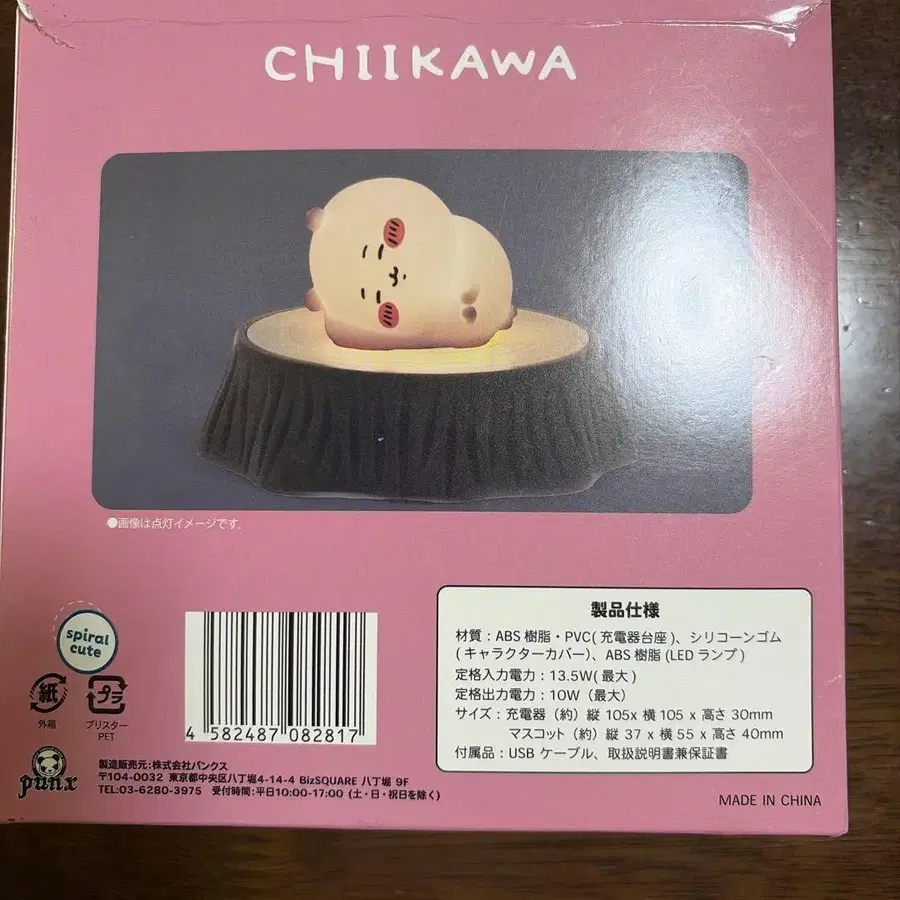 CHIIKAWA
●画像は点灯イメージです。
spiral
cute
紙
外箱
プラ
ブリスター
PET
4 582487 082817
punx
製造販売元:株式会社パンクス
〒104-0032 東京都中央区八丁堀4-14-4 BizSQUARE 八丁堀 9F
TEL:03-6280-3975 受付時間:平日10:00-17:00 (土・日・祝日を除く)
製品仕様
材質：ABS 樹脂・PVC(充電器台座)、シリコーンゴム
(キャラクターカバー)、ABS 樹脂 (LED ランプ)
定格入力電力：13.5W(最大)
定格出力電力：10W（最大）
サイズ：充電器（約）縦 105x 横 105 x 高さ 30mm
マスコット（約）縦 37 x 横 55 x 高さ 40mm
付属品：USB ケーブル、取扱説明書兼保証書
MADE IN CHINA